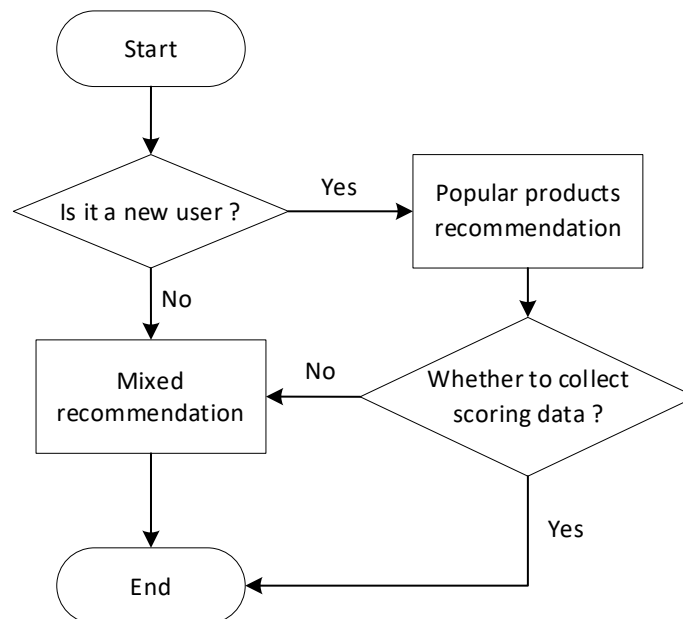 Start
Is it a new user ?
Yes
Popular products
recommendation
No
Mixed
recommendation
No
Whether to collect
scoring data ?
Yes
End